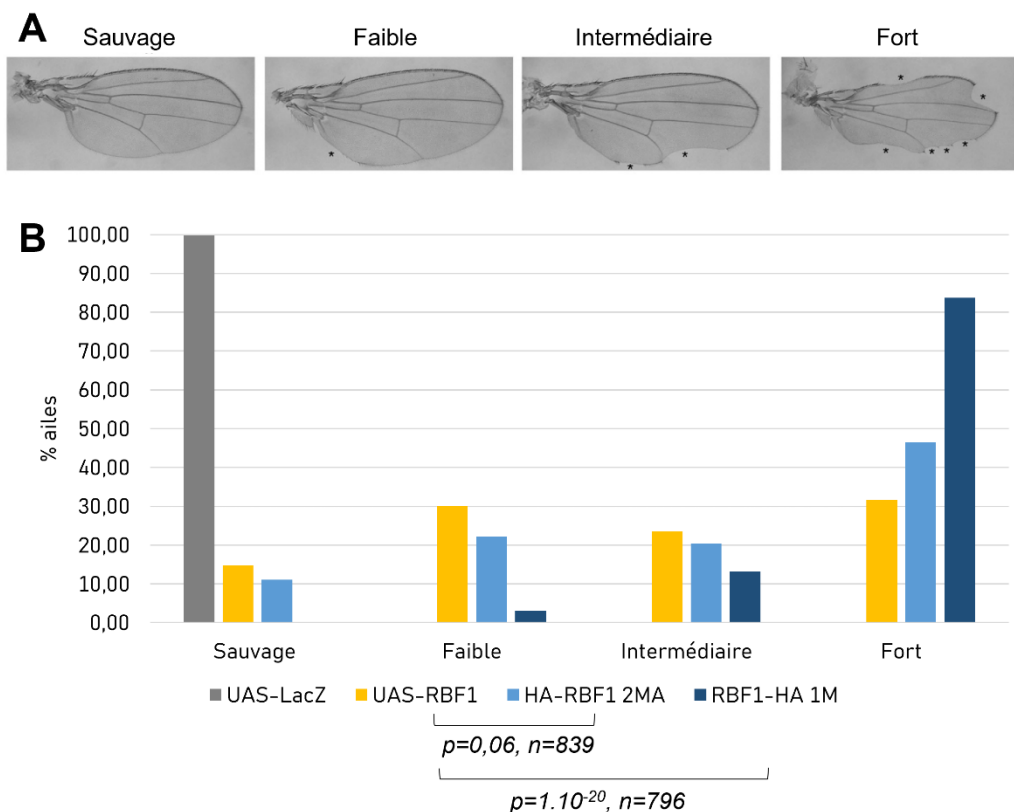 A
Sauvage Faible Intermédiaire Fort
* * * * * * * * *
B
100,00
90,00
80,00
70,00
60,00
50,00
40,00
30,00
20,00
10,00
0,00
% ailes
Sauvage Faible Intermédiaire Fort
UAS-LacZ UAS-RBF1 HA-RBF1 2MA RBF1-HA 1M
p=0,06, n=839
p=1.10⁻²⁰, n=796